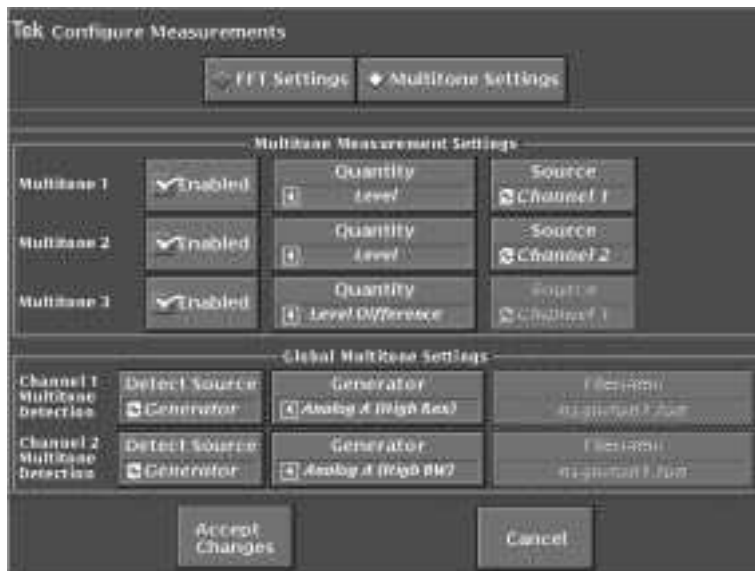 Tek Configure Measurements
FFT Settings
Multitone Settings
Multitone Measurement Settings
Multitone 1
Enabled
Quantity
Level
Source
Channel 1
Multitone 2
Enabled
Quantity
Level
Source
Channel 2
Multitone 3
Enabled
Quantity
Level Difference
Source
Channel 1
Global Multitone Settings
Channel 1
Multitone
Detection
Detect Source
Generator
Generator
Analog A (High Res)
Filename
Channel 2
Multitone
Detection
Detect Source
Generator
Generator
Analog A (High BW)
Filename
Accept
Changes
Cancel